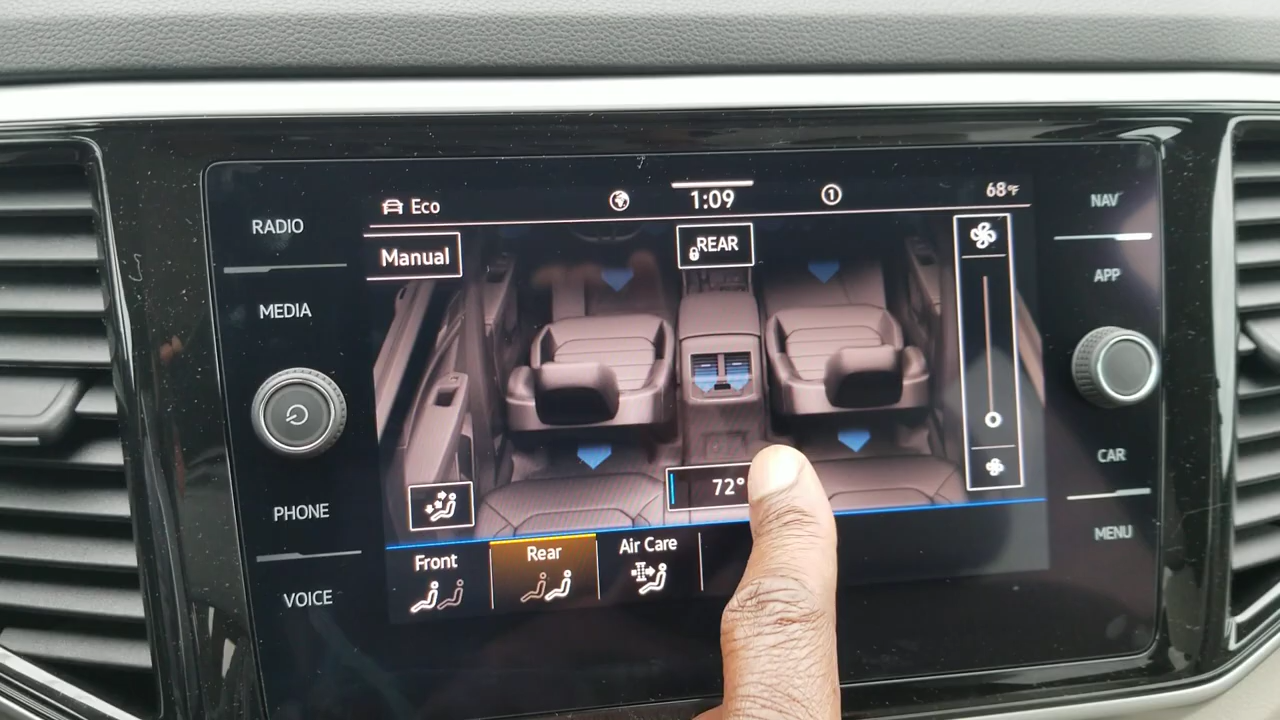 RADIO
MEDIA
PHONE
VOICE
Eco
1:09
1
68°F
Manual
REAR
72°
Front
Rear
Air Care
NAV
APP
CAR
MENU